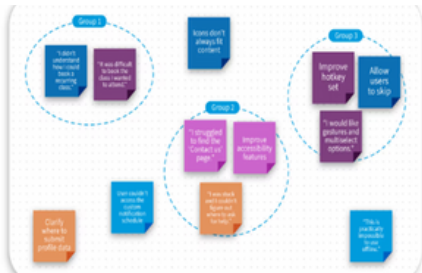 Group 1
"I didn't
understand
how I could
book a
recurring
class."
"It was difficult
to book the
class I wanted
to attend."
Icons don't
always fit
content
Group 3
Improve
hotkey
set
Allow
users
to skip
"I would like
gestures and
multiselect
options."
Group 2
"I struggled
to find the
'Contact us'
page."
Improve
accessibility
features
"I was stuck
and couldn't
figure out
where to ask
for help."
User couldn't
access the
custom
notification
schedule
Clarify
where to
submit
profile data
"This is
practically
impossible
to use
offline."